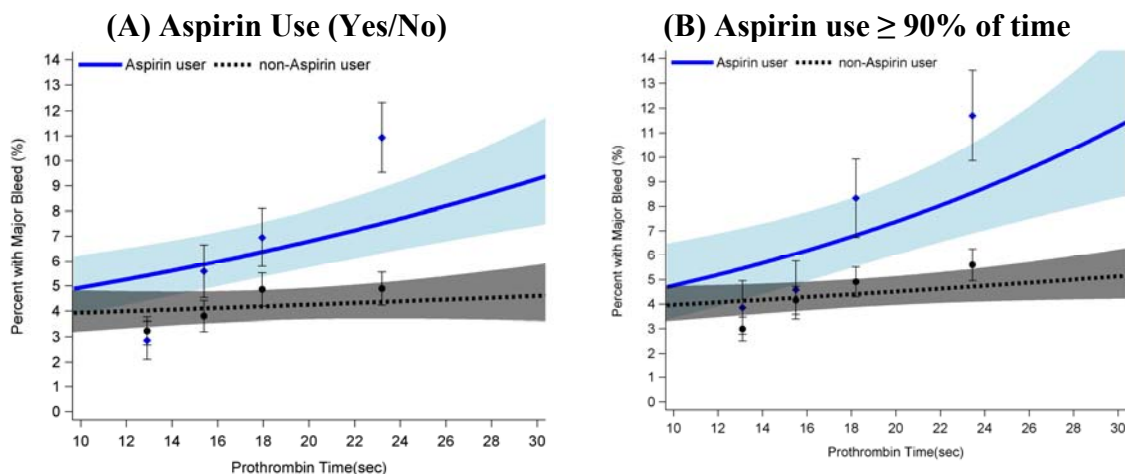 (A) Aspirin Use (Yes/No)
14
13
12
11
10
9
8
7
6
5
4
3
2
1
0
Aspirin user
non-Aspirin user
Percent with Major Bleed (%)
10 12 14 16 18 20 22 24 26 28 30
Prothrombin Time(sec)
(B) Aspirin use ≥ 90% of time
14
13
12
11
10
9
8
7
6
5
4
3
2
1
0
Aspirin user
non-Aspirin user
Percent with Major Bleed (%)
10 12 14 16 18 20 22 24 26 28 30
Prothrombin Time(sec)